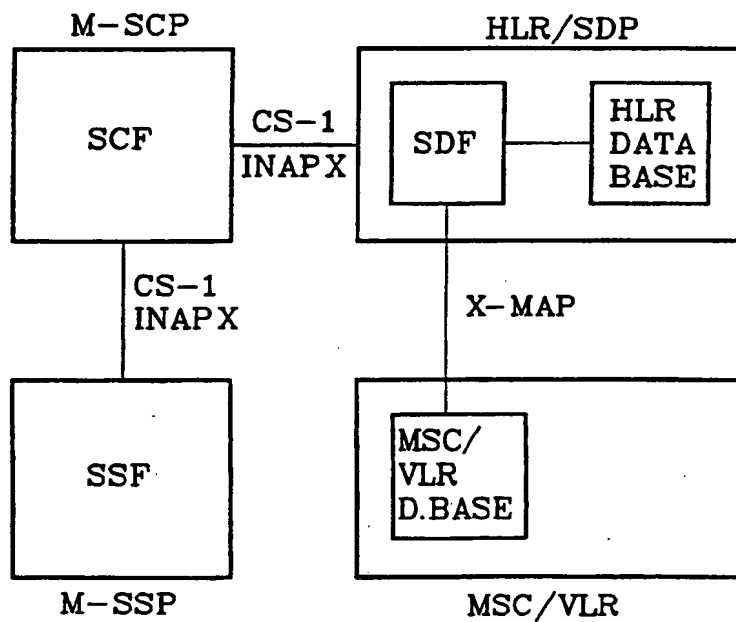 M-SCP
HLR/SDP
SCF
CS-1
INAPX
SDF
HLR
DATA
BASE
CS-1
INAPX
X-MAP
SSF
MSC/
VLR
D.BASE
M-SSP
MSC/VLR